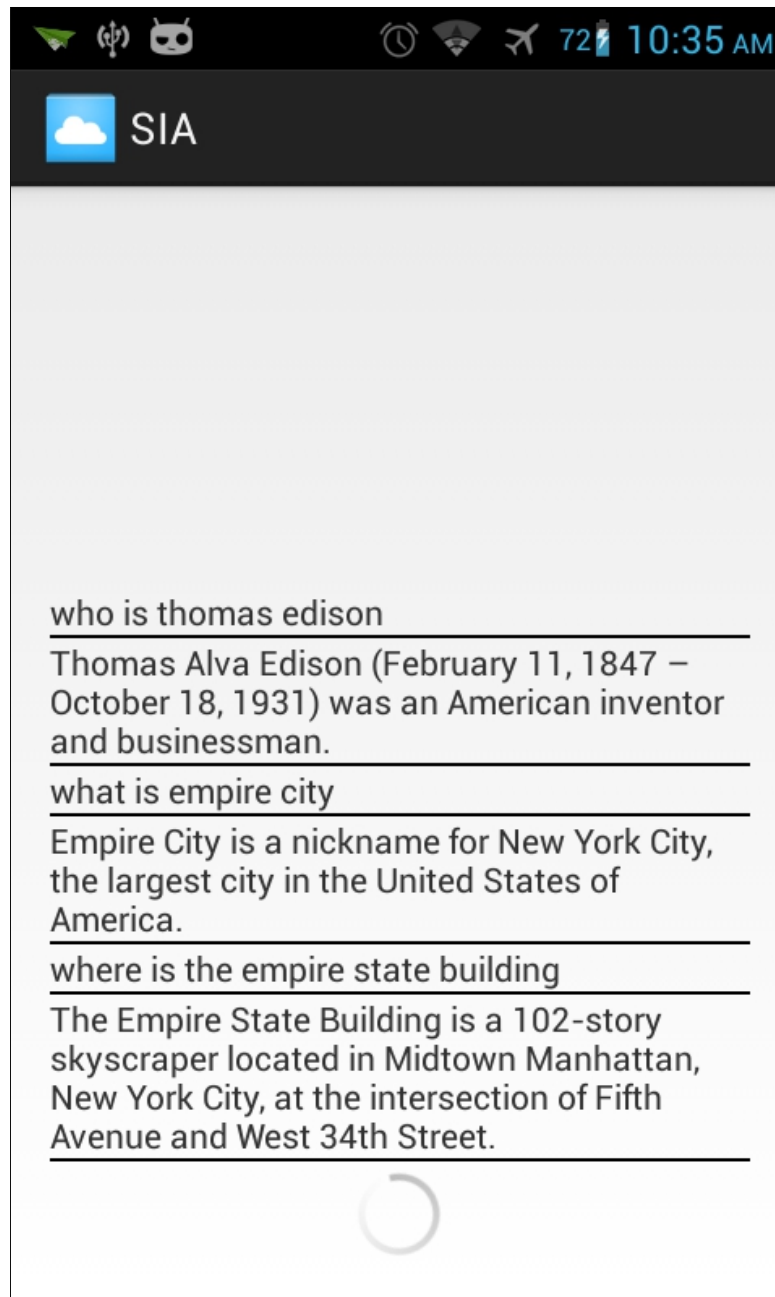 72 10:35 AM
SIA
who is thomas edison
Thomas Alva Edison (February 11, 1847 –
October 18, 1931) was an American inventor
and businessman.
what is empire city
Empire City is a nickname for New York City,
the largest city in the United States of
America.
where is the empire state building
The Empire State Building is a 102-story
skyscraper located in Midtown Manhattan,
New York City, at the intersection of Fifth
Avenue and West 34th Street.